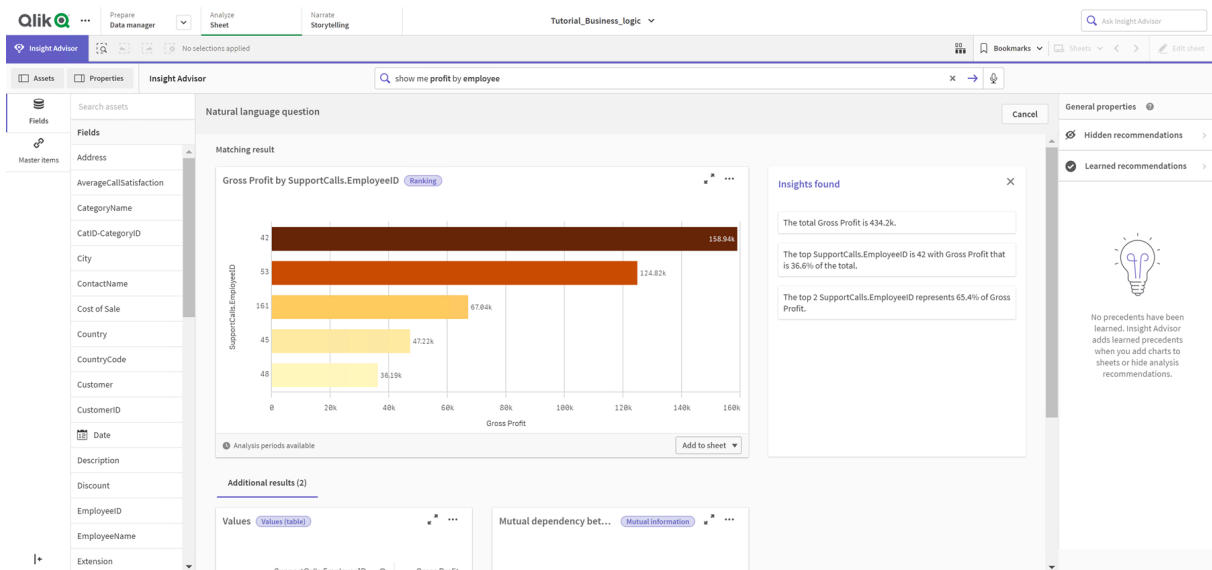 Qlik
Prepare
Data manager
Analyze
Sheet
Narrate
Storytelling
Tutorial_Business_logic
Ask Insight Advisor
Insight Advisor
No selections applied
Bookmarks
Sheets
Edit sheet
Assets
Properties
Insight Advisor
show me profit by employee
Fields
Master items
Search assets
Fields
Address
AverageCallSatisfaction
CategoryName
CatID-CategoryID
City
ContactName
Cost of Sale
Country
CountryCode
Customer
CustomerID
Date
Description
Discount
EmployeeID
EmployeeName
Extension
Natural language question
Cancel
Matching result
Gross Profit by SupportCalls.EmployeeID
Ranking
SupportCalls.EmployeeID
42
158.94k
53
124.82k
161
67.04k
45
47.22k
48
36.19k
0 20k 40k 60k 80k 100k 120k 140k 160k
Gross Profit
Analysis periods available
Add to sheet
Insights found
The total Gross Profit is 434.2k.
The top SupportCalls.EmployeeID is 42 with Gross Profit that
is 36.6% of the total.
The top 2 SupportCalls.EmployeeID represents 65.4% of Gross
Profit.
Additional results (2)
Values
Values (table)
Mutual dependency bet...
Mutual information
General properties
Hidden recommendations
Learned recommendations
No precedents have been
learned. Insight Advisor
adds learned precedents
when you add charts to
sheets or hide analysis
recommendations.